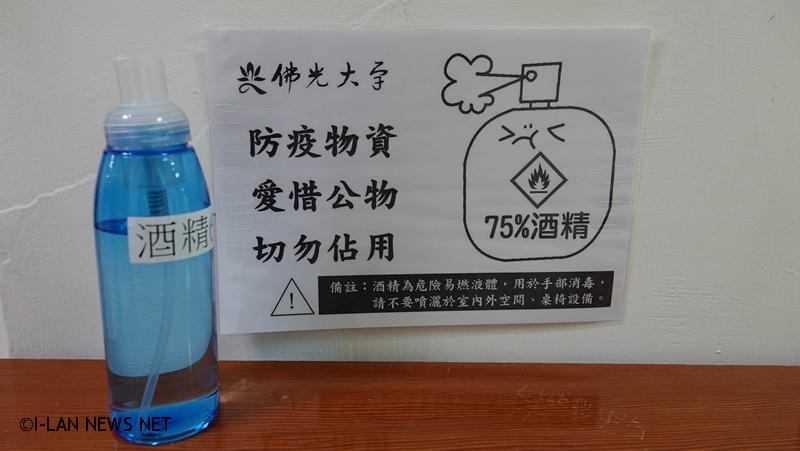 佛光大學
防疫物資
愛惜公物
切勿佔用
75%酒精
備註：酒精為危險易燃液體，用於手部消毒，
請不要噴灑於室內外空間、桌椅設備。
酒精
©I-LAN NEWS NET